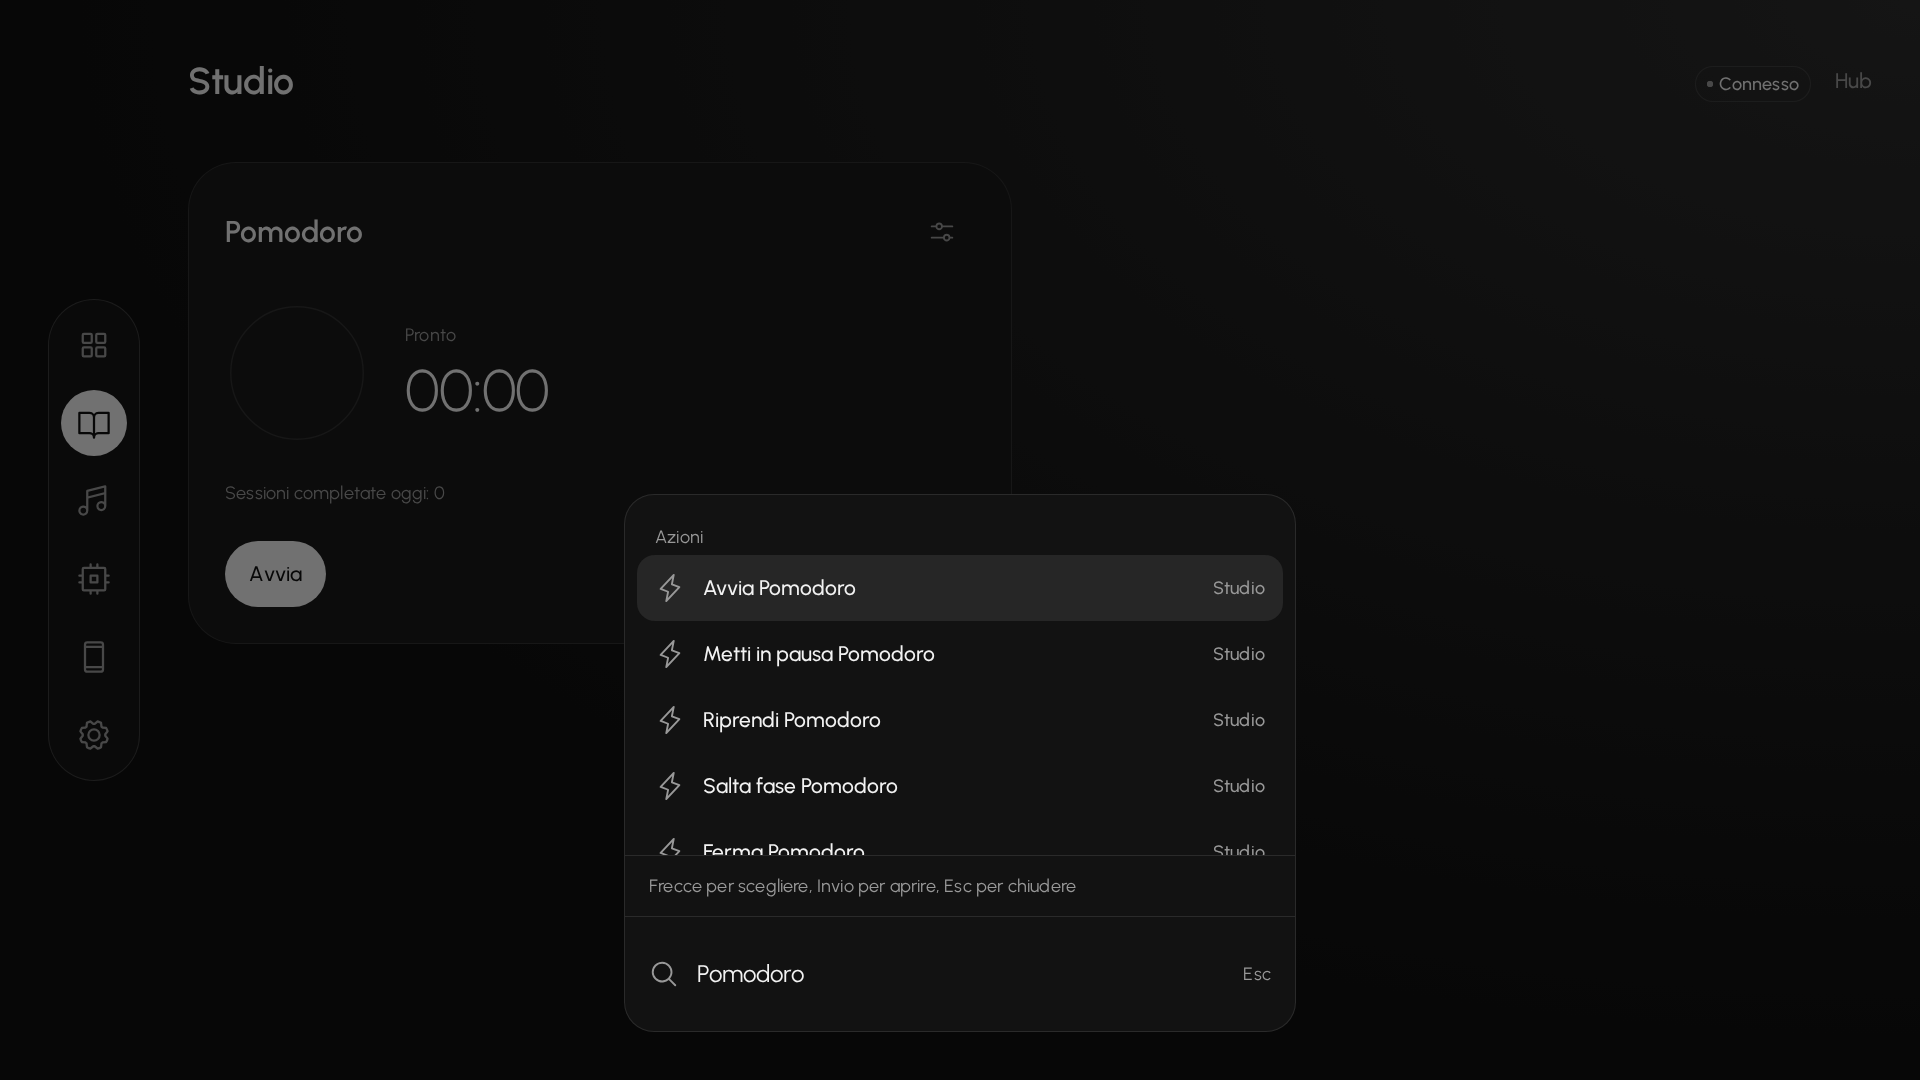 Studio
Connesso
Hub
Pomodoro
Pronto
00:00
Sessioni completate oggi: 0
Avvia
Azioni
Avvia Pomodoro Studio
Metti in pausa Pomodoro Studio
Riprendi Pomodoro Studio
Salta fase Pomodoro Studio
Ferma Pomodoro Studio
Frecce per scegliere, Invio per aprire, Esc per chiudere
Pomodoro Esc